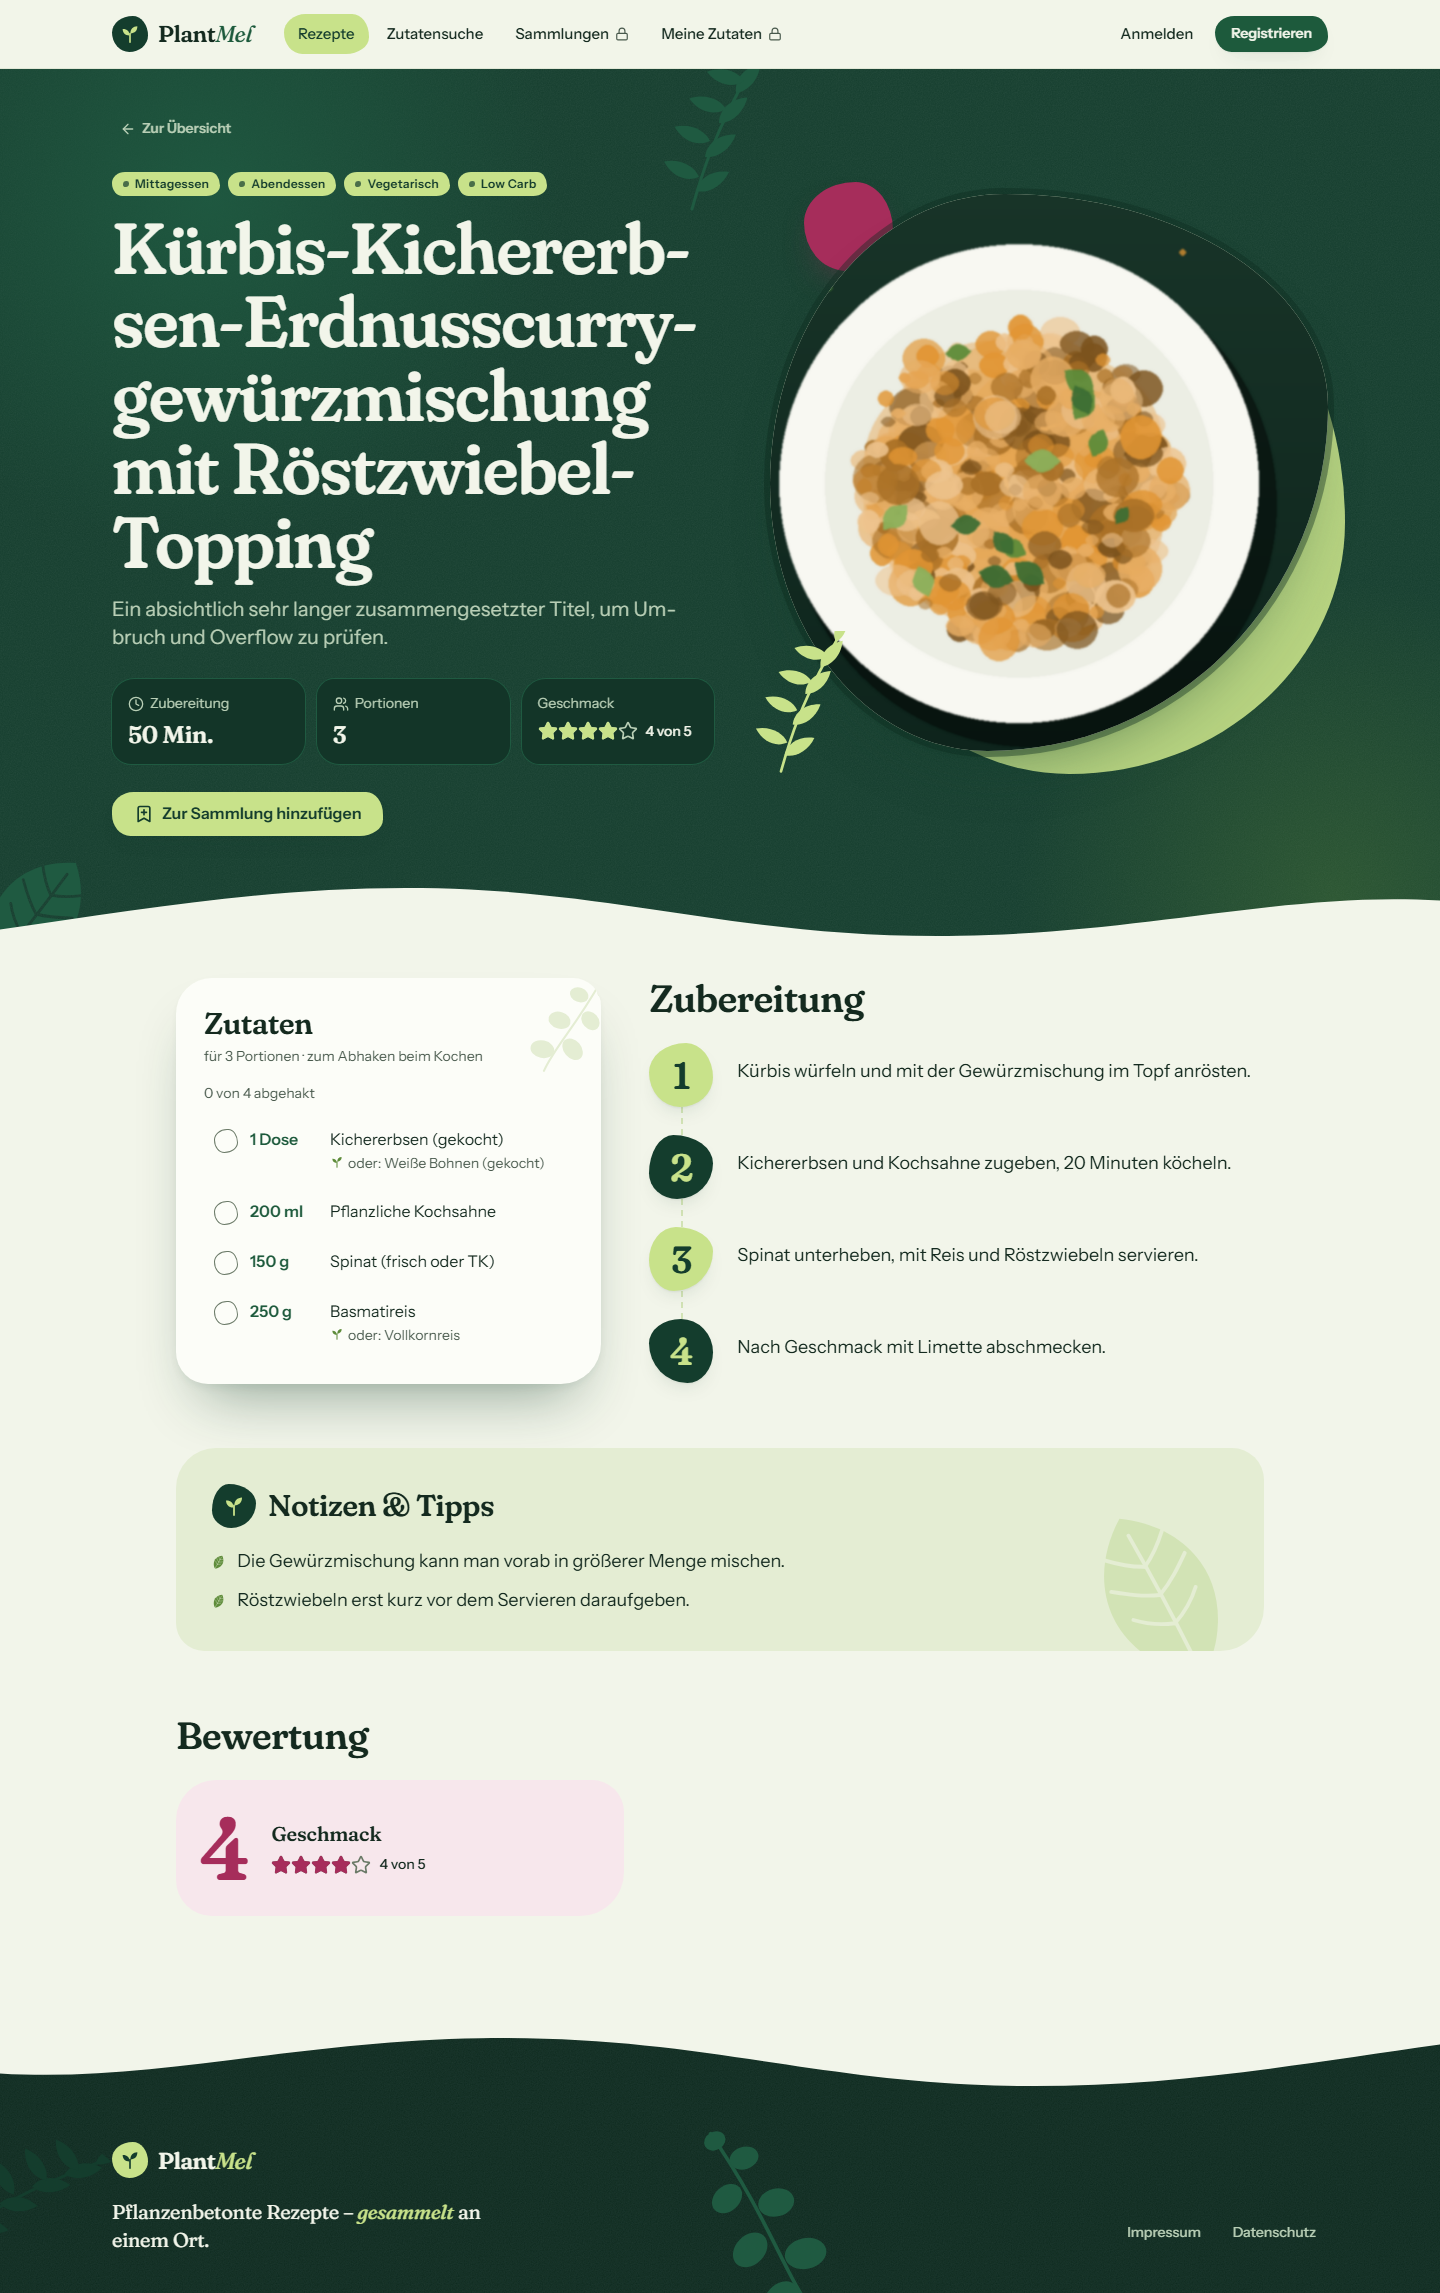 PlantMel
Rezepte
Zutatensuche
Sammlungen
Meine Zutaten
Anmelden
Registrieren
Zur Übersicht
Mittagessen
Abendessen
Vegetarisch
Low Carb
Kürbis-Kichererb-
sen-Erdnusscurry-
gewürzmischung
mit Röstzwiebel-
Topping
Ein absichtlich sehr langer zusammengesetzter Titel, um Um-
bruch und Overflow zu prüfen.
Zubereitung
50 Min.
Portionen
3
Geschmack
4 von 5
Zur Sammlung hinzufügen
Zutaten
für 3 Portionen · zum Abhaken beim Kochen
0 von 4 abgehakt
1 Dose Kichererbsen (gekocht)
oder: Weiße Bohnen (gekocht)
200 ml Pflanzliche Kochsahne
150 g Spinat (frisch oder TK)
250 g Basmatireis
oder: Vollkornreis
Zubereitung
1 Kürbis würfeln und mit der Gewürzmischung im Topf anrösten.
2 Kichererbsen und Kochsahne zugeben, 20 Minuten köcheln.
3 Spinat unterheben, mit Reis und Röstzwiebeln servieren.
4 Nach Geschmack mit Limette abschmecken.
Notizen & Tipps
Die Gewürzmischung kann man vorab in größerer Menge mischen.
Röstzwiebeln erst kurz vor dem Servieren daraufgeben.
Bewertung
4
Geschmack
4 von 5
PlantMel
Pflanzenbetonte Rezepte – gesammelt an
einem Ort.
Impressum
Datenschutz